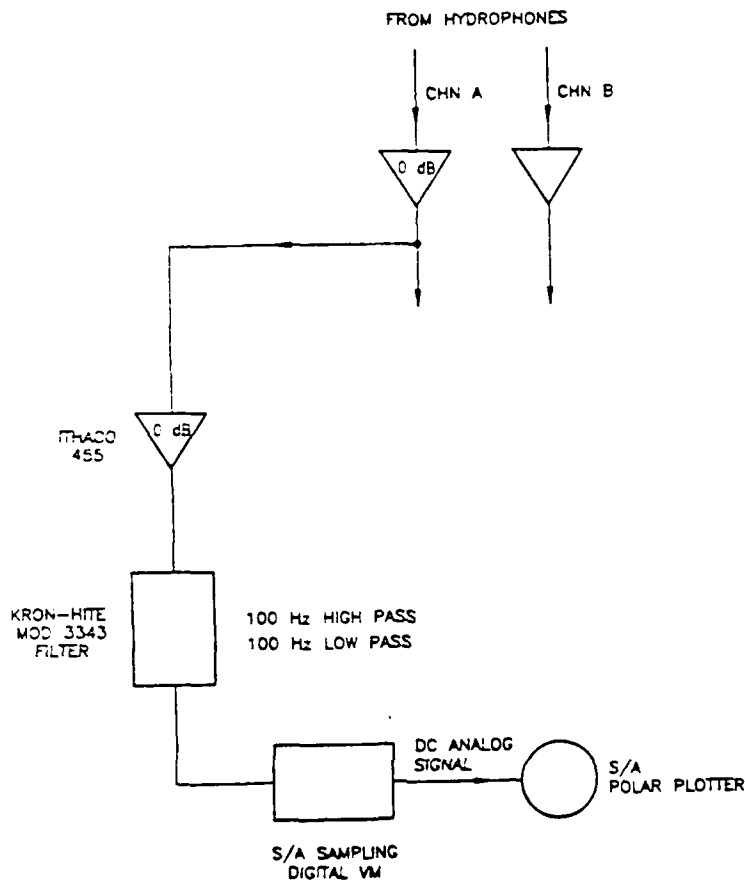 FROM HYDROPHONES
CHN A
CHN B
0 dB
0 dB
ITHACO
455
KRON-HITE
MOD 3343
FILTER
100 Hz HIGH PASS
100 Hz LOW PASS
DC ANALOG
SIGNAL
S/A
POLAR PLOTTER
S/A SAMPLING
DIGITAL VM